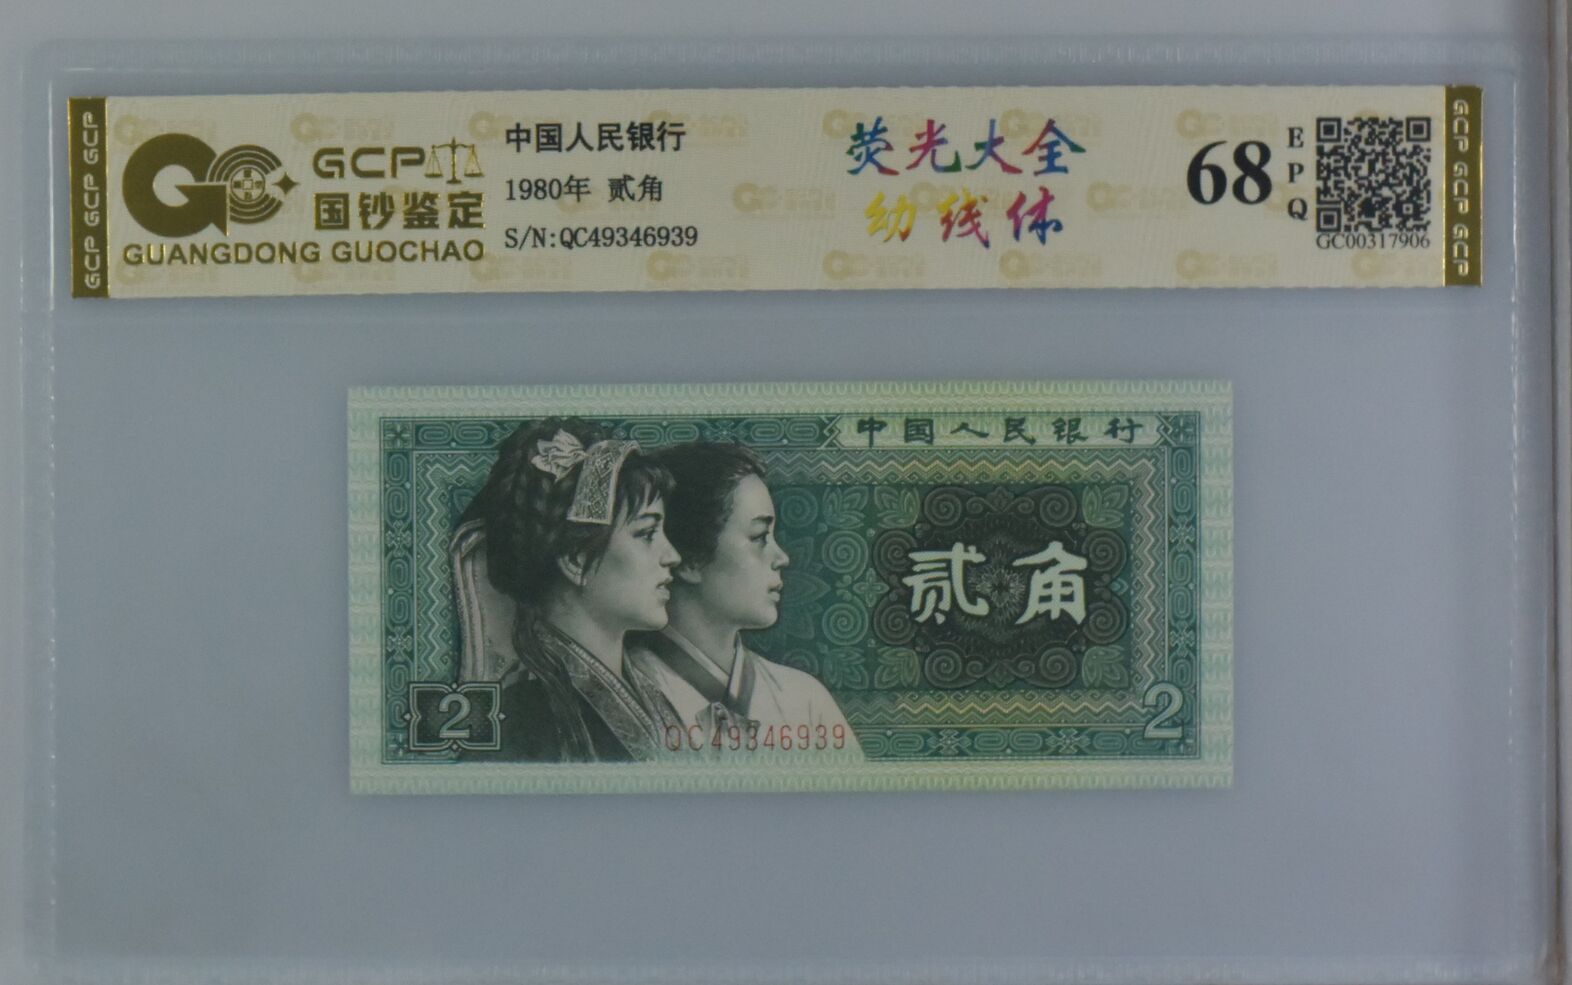 GCP GCP GCP
GCP
国钞鉴定
GUANGDONG GUOCHAO
中国人民银行
1980年 贰角
S/N:QC49346939
荧光大全
幼线体
68
EPQ
GC00317906
GCP GCP GCP
中国人民银行
贰角
2
QC49346939
2